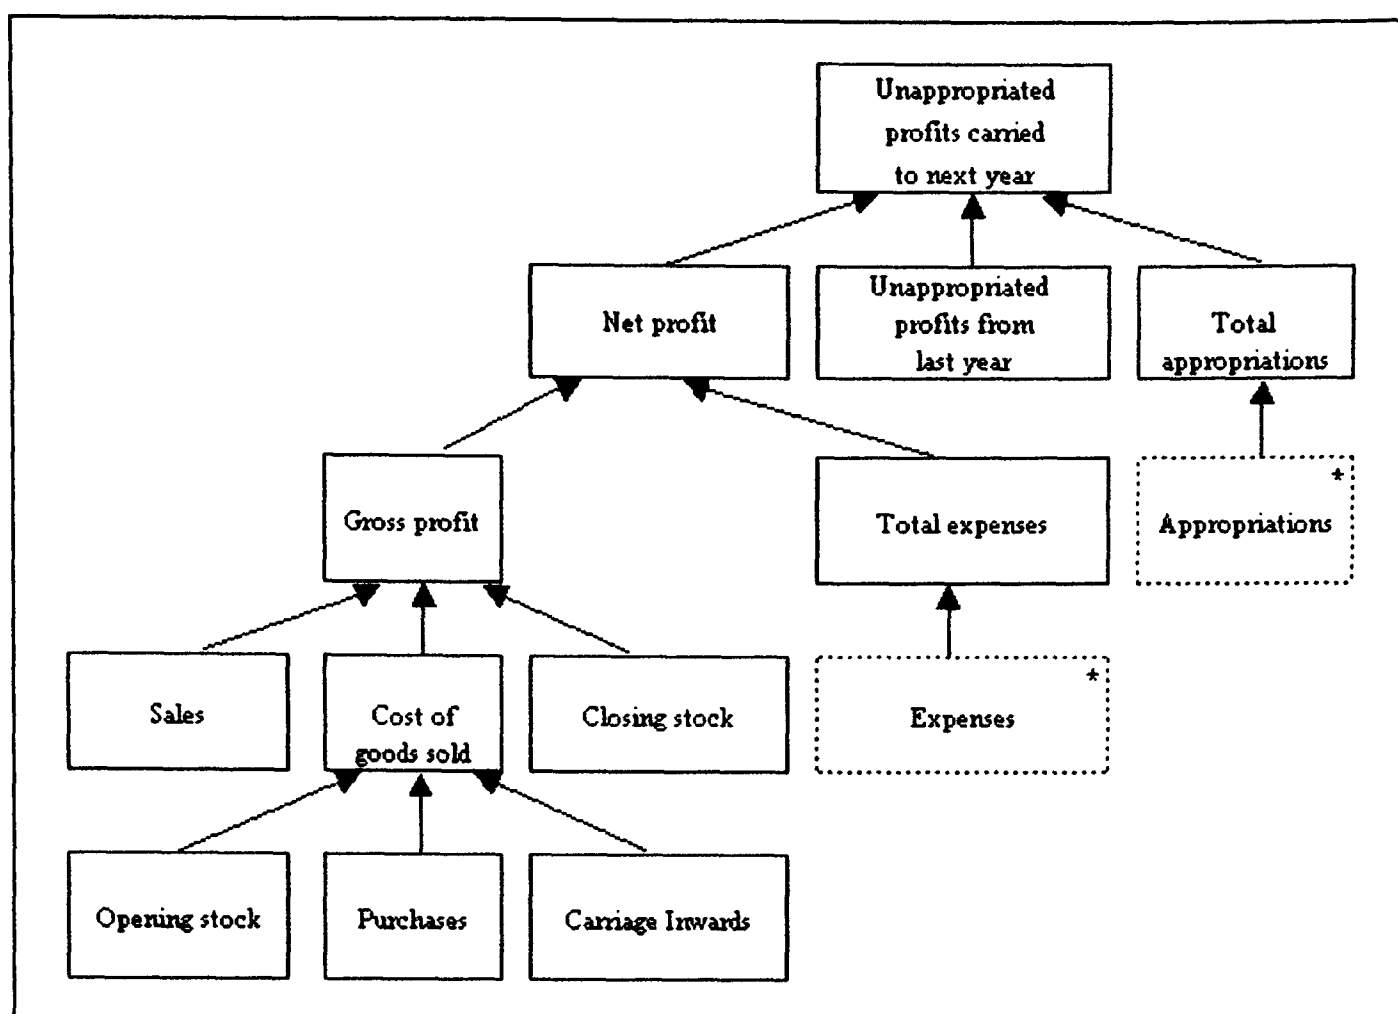 Unappropriated
profits carried
to next year
Net profit
Unappropriated
profits from
last year
Total
appropriations
Gross profit
Total expenses
*
Appropriations
Sales
Cost of
goods sold
Closing stock
*
Expenses
Opening stock
Purchases
Carriage Inwards